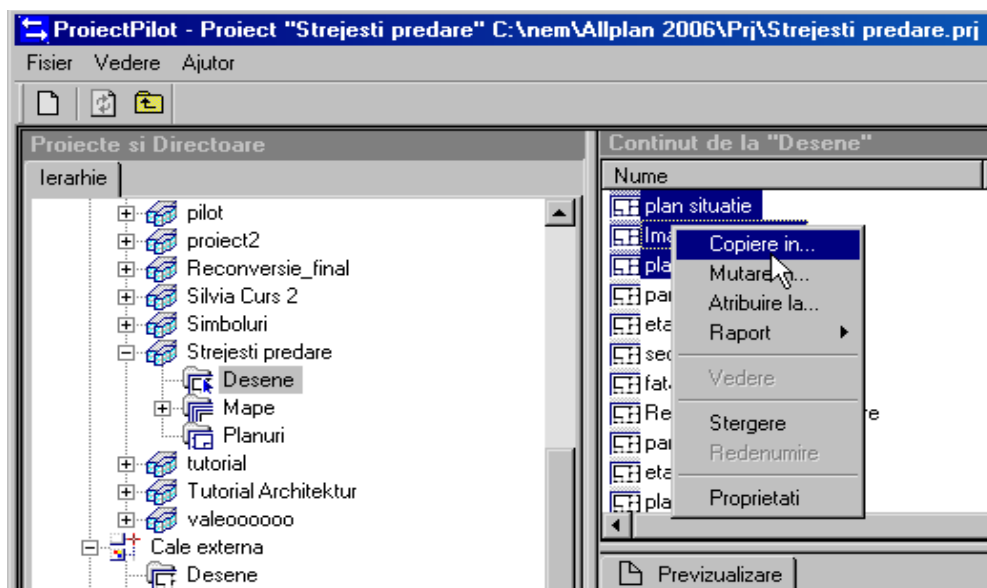 ProiectPilot - Proiect "Strejesti predare" C:\nem\Allplan 2006\Prj\Strejesti predare.prj
Fisier Vedere Ajutor
Proiecte si Directoare
Ierarhie
pilot
proiect2
Reconversie_final
Silvia Curs 2
Simboluri
Strejesti predare
Desene
Mape
Planuri
tutorial
Tutorial Architektur
valeoooooo
Cale externa
Desene
Continut de la "Desene"
Nume
plan situatie
Copiere in...
Mutare in...
Atribuire la...
Raport
Vedere
Stergere
Redenumire
Proprietati
Previzualizare